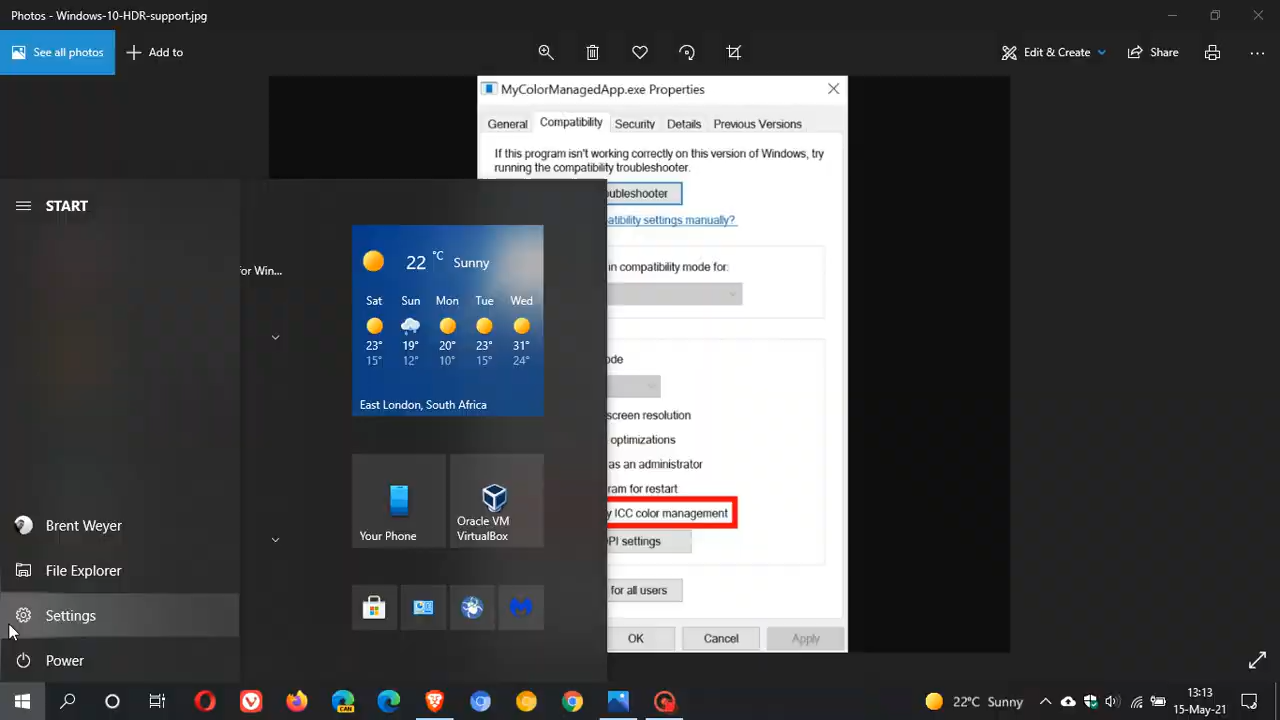 Photos - Windows-10-HDR-support.jpg
See all photos
Add to
Edit & Create
Share
MyColorManagedApp.exe Properties
General Compatibility Security Details Previous Versions
If this program isn't working correctly on this version of Windows, try
running the compatibility troubleshooter.
oubleshooter
atibility settings manually?
in compatibility mode for:
ode
screen resolution
optimizations
as an administrator
ram for restart
y ICC color management
PI settings
for all users
OK Cancel Apply
START
or Win...
22 °C Sunny
Sat Sun Mon Tue Wed
23° 19° 20° 23° 31°
15° 12° 10° 15° 24°
East London, South Africa
Your Phone
Oracle VM
VirtualBox
Brent Weyer
File Explorer
Settings
Power
CAN
22°C Sunny
13:13
15-May-21